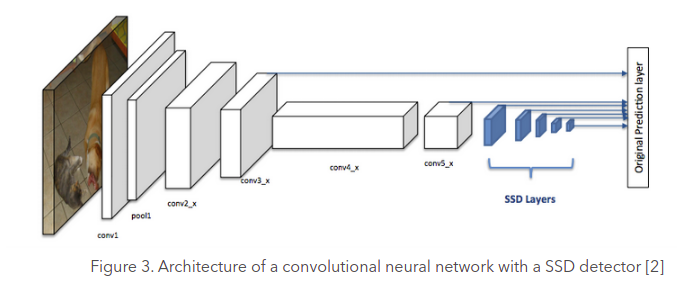 conv1
pool1
conv2_x
conv3_x
conv4_x
conv5_x
SSD Layers
Original Prediction layer
Figure 3. Architecture of a convolutional neural network with a SSD detector [2]